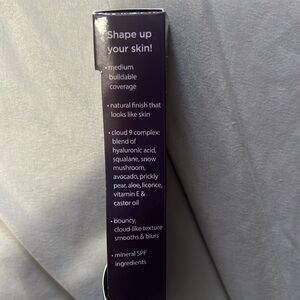 Shape up
your skin!
• medium
buildable
coverage
• natural finish that
looks like skin
• cloud 9 complex:
blend of
hyaluronic acid,
squalane, snow
mushroom,
avocado, prickly
pear, aloe, licorice,
vitamin E &
castor oil
• bouncy,
cloud-like texture
smooths & blurs
• mineral SPF
ingredients